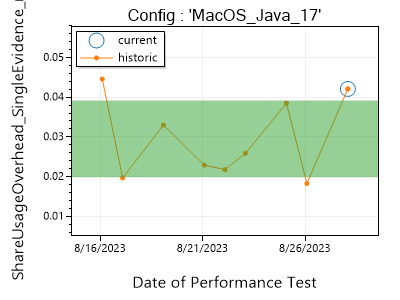 Config : 'MacOS_Java_17'
current
historic
0.05
0.04
0.03
0.02
0.01
8/16/2023
8/21/2023
8/26/2023
Date of Performance Test
ShareUsageOverhead_SingleEvidence_